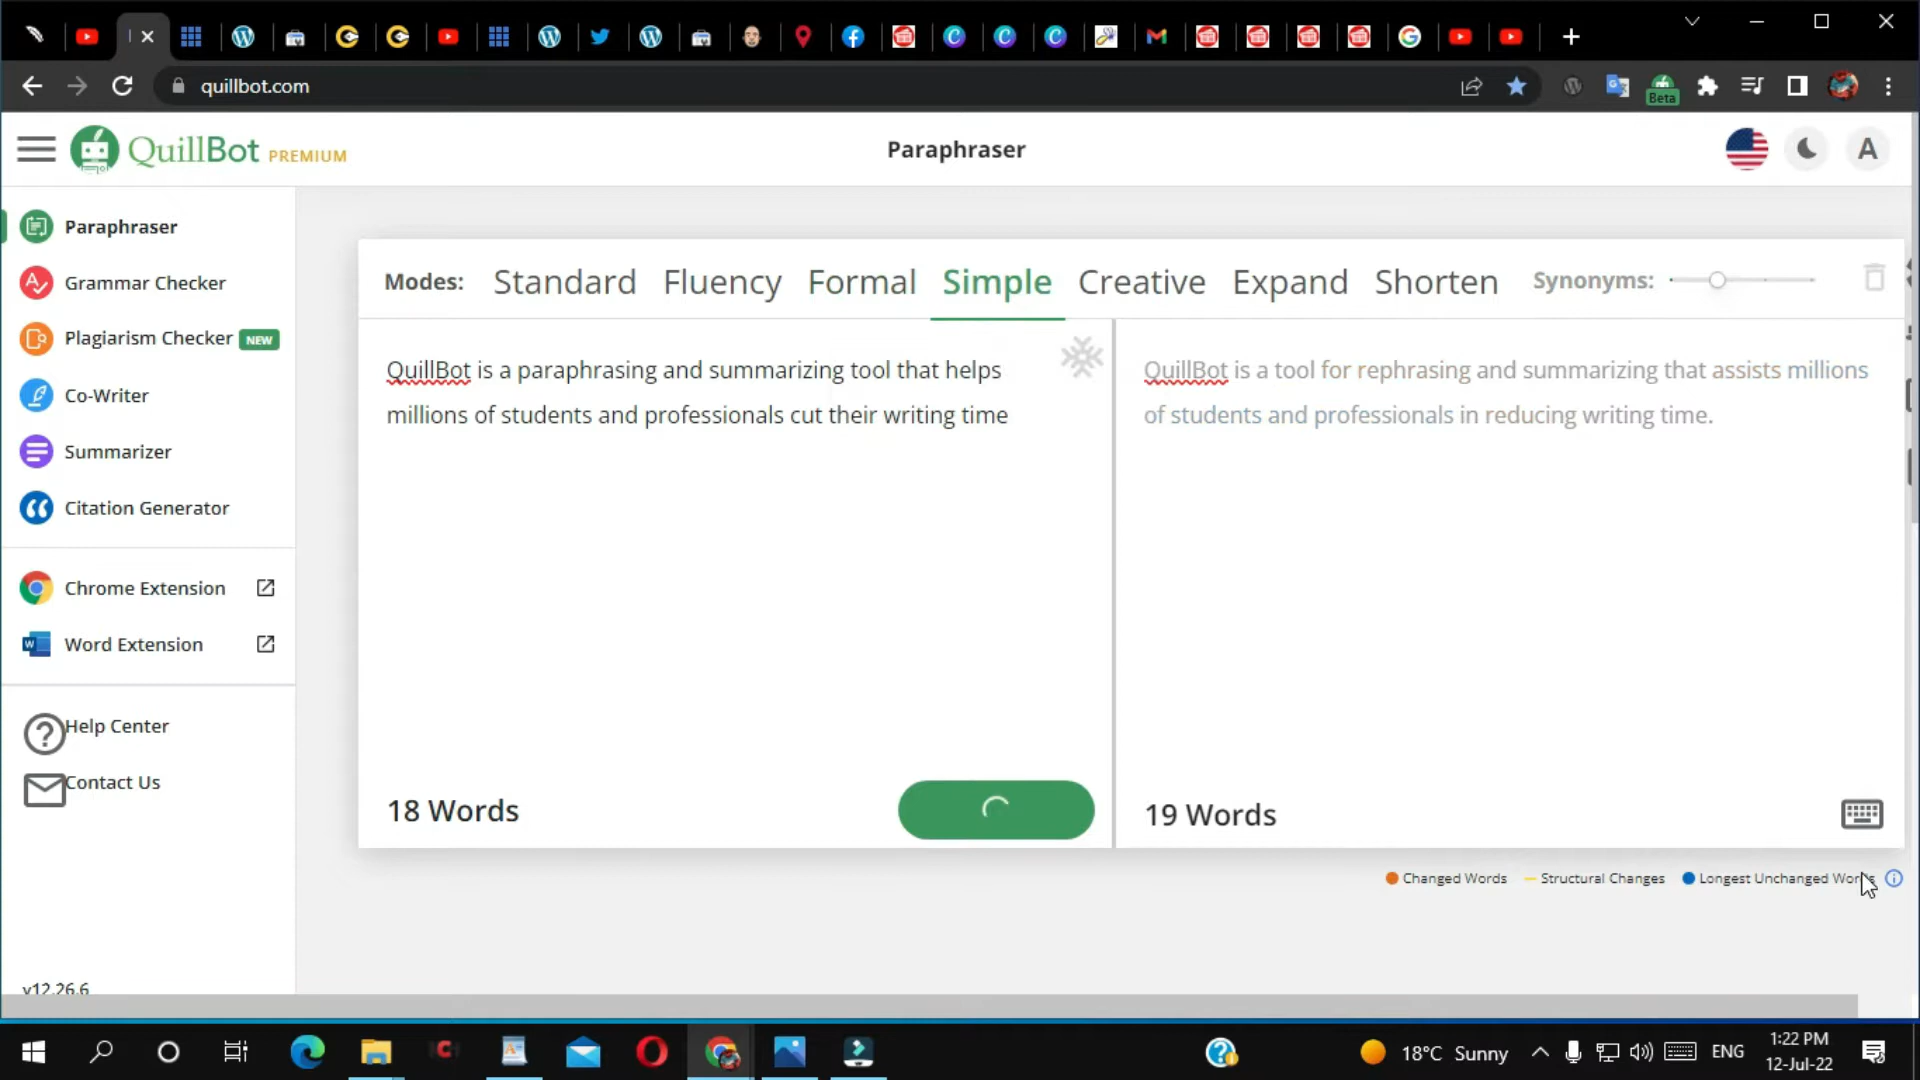 quillbot.com
Beta
QuillBot PREMIUM
Paraphraser
A
Paraphraser
Grammar Checker
Plagiarism Checker NEW
Co-Writer
Summarizer
Citation Generator
Chrome Extension
Word Extension
Help Center
Contact Us
v12.26.6
Modes: Standard Fluency Formal Simple Creative Expand Shorten Synonyms:
QuillBot is a paraphrasing and summarizing tool that helps
millions of students and professionals cut their writing time
18 Words
QuillBot is a tool for rephrasing and summarizing that assists millions
of students and professionals in reducing writing time.
19 Words
Changed Words Structural Changes Longest Unchanged Words
18°C Sunny
ENG
1:22 PM
12-Jul-22